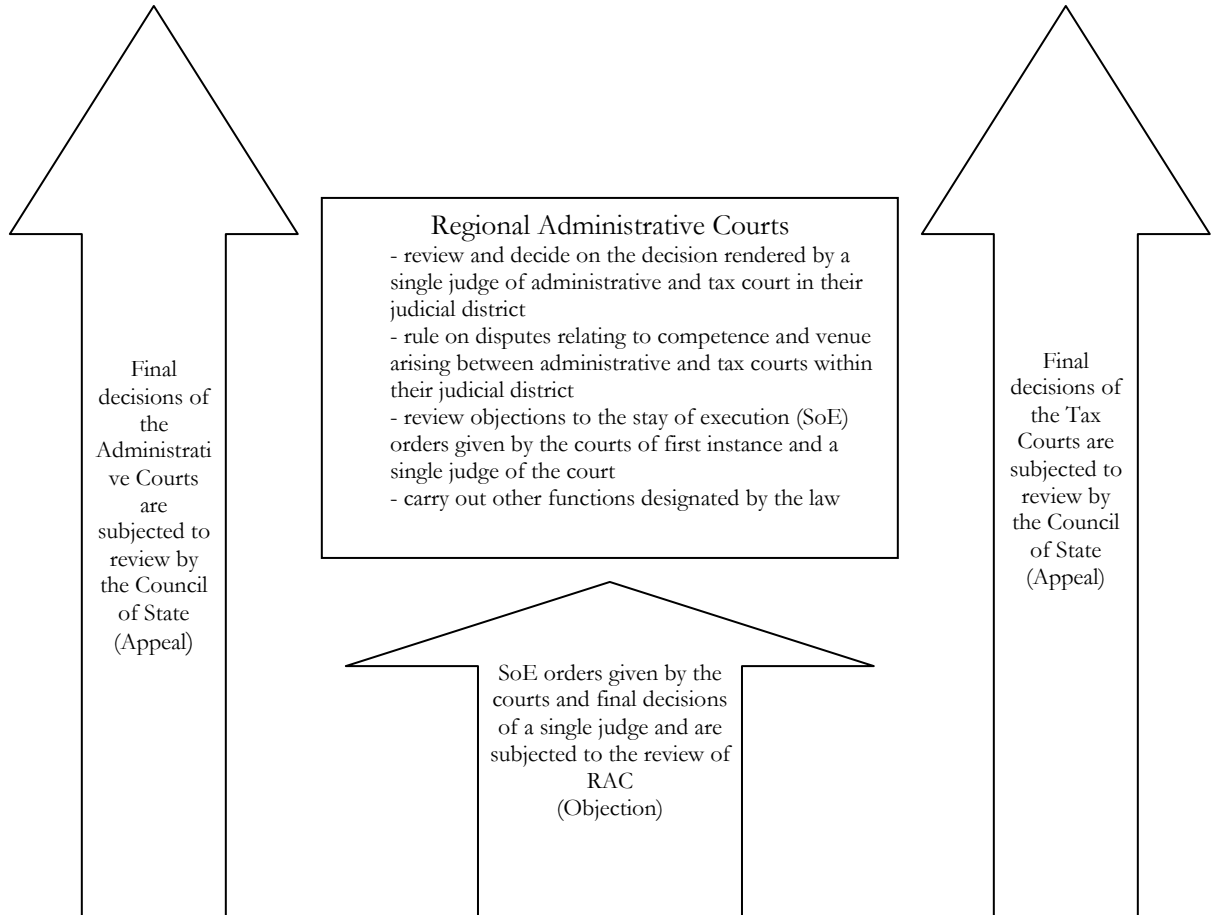 Regional Administrative Courts
- review and decide on the decision rendered by a
single judge of administrative and tax court in their
judicial district
- rule on disputes relating to competence and venue
arising between administrative and tax courts within
their judicial district
- review objections to the stay of execution (SoE)
orders given by the courts of first instance and a
single judge of the court
- carry out other functions designated by the law
Final
decisions of
the
Administrati
ve Courts
are
subjected to
review by
the Council
of State
(Appeal)
SoE orders given by the
courts and final decisions
of a single judge and are
subjected to the review of
RAC
(Objection)
Final
decisions of
the Tax
Courts are
subjected to
review by
the Council
of State
(Appeal)